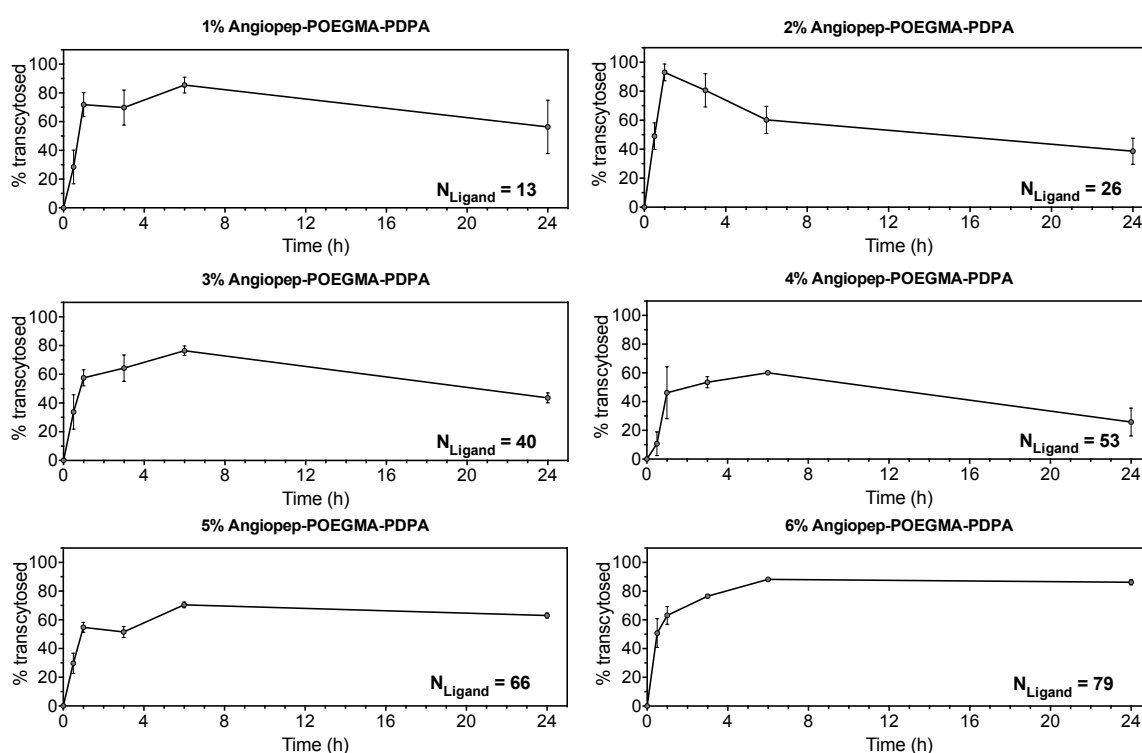 1% Angiopep-POEGMA-PDPA
% transcytosed
100
80
60
40
20
0
N_Ligand = 13
0 4 8 12 16 20 24
Time (h)
2% Angiopep-POEGMA-PDPA
% transcytosed
100
80
60
40
20
0
N_Ligand = 26
0 4 8 12 16 20 24
Time (h)
3% Angiopep-POEGMA-PDPA
% transcytosed
100
80
60
40
20
0
N_Ligand = 40
0 4 8 12 16 20 24
Time (h)
4% Angiopep-POEGMA-PDPA
% transcytosed
100
80
60
40
20
0
N_Ligand = 53
0 4 8 12 16 20 24
Time (h)
5% Angiopep-POEGMA-PDPA
% transcytosed
100
80
60
40
20
0
N_Ligand = 66
0 4 8 12 16 20 24
Time (h)
6% Angiopep-POEGMA-PDPA
% transcytosed
100
80
60
40
20
0
N_Ligand = 79
0 4 8 12 16 20 24
Time (h)